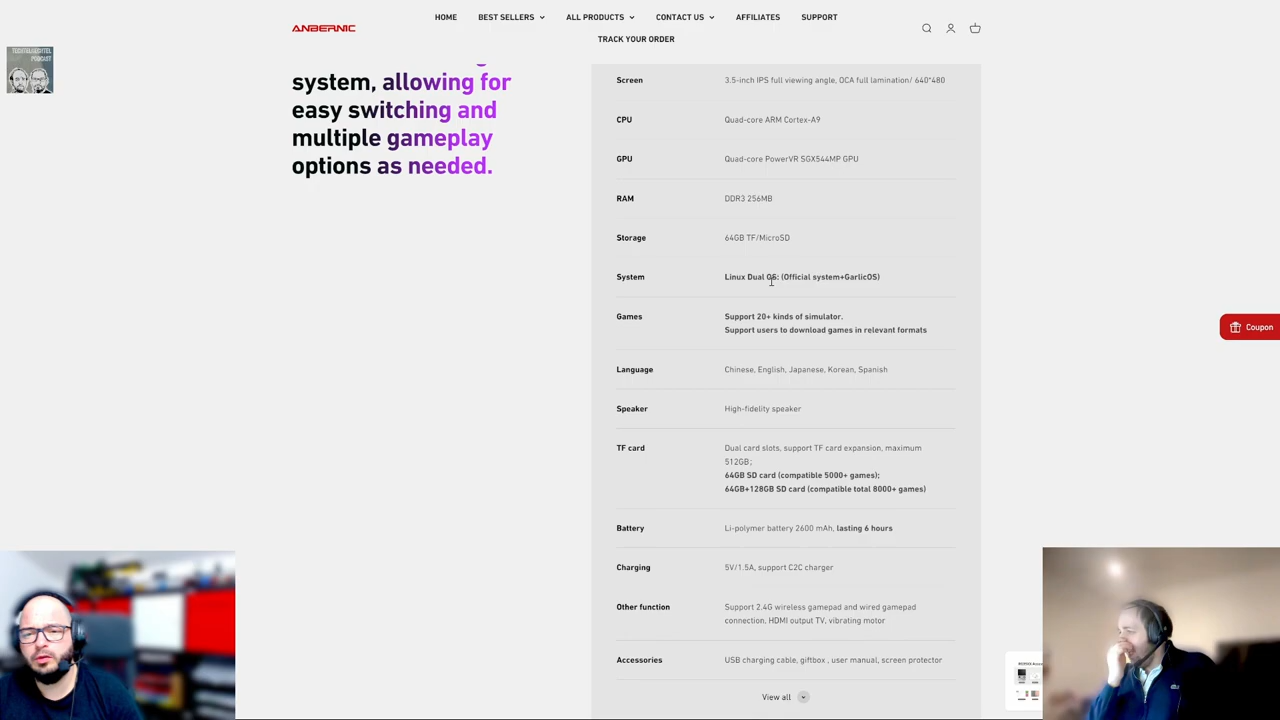 HOME
BEST SELLERS
ALL PRODUCTS
CONTACT US
AFFILIATES
SUPPORT
ANBERNIC
TRACK YOUR ORDER
PODCAST
system, allowing for
easy switching and
multiple gameplay
options as needed.
Screen 3.5-inch IPS full viewing angle, OCA full lamination/ 640*480
CPU Quad-core ARM Cortex-A9
GPU Quad-core PowerVR SGX544MP GPU
RAM DDR3 256MB
Storage 64GB TF/MicroSD
System Linux Dual OS: (Official system+GarlicOS)
Games Support 20+ kinds of simulator.
Support users to download games in relevant formats
Language Chinese, English, Japanese, Korean, Spanish
Speaker High-fidelity speaker
TF card Dual card slots, support TF card expansion, maximum
512GB;
64GB SD card (compatible 5000+ games);
64GB+128GB SD card (compatible total 8000+ games)
Battery Li-polymer battery 2600 mAh, lasting 6 hours
Charging 5V/1.5A, support C2C charger
Other function Support 2.4G wireless gamepad and wired gamepad
connection, HDMI output TV, vibrating motor
Accessories USB charging cable, giftbox , user manual, screen protector
View all
Coupon